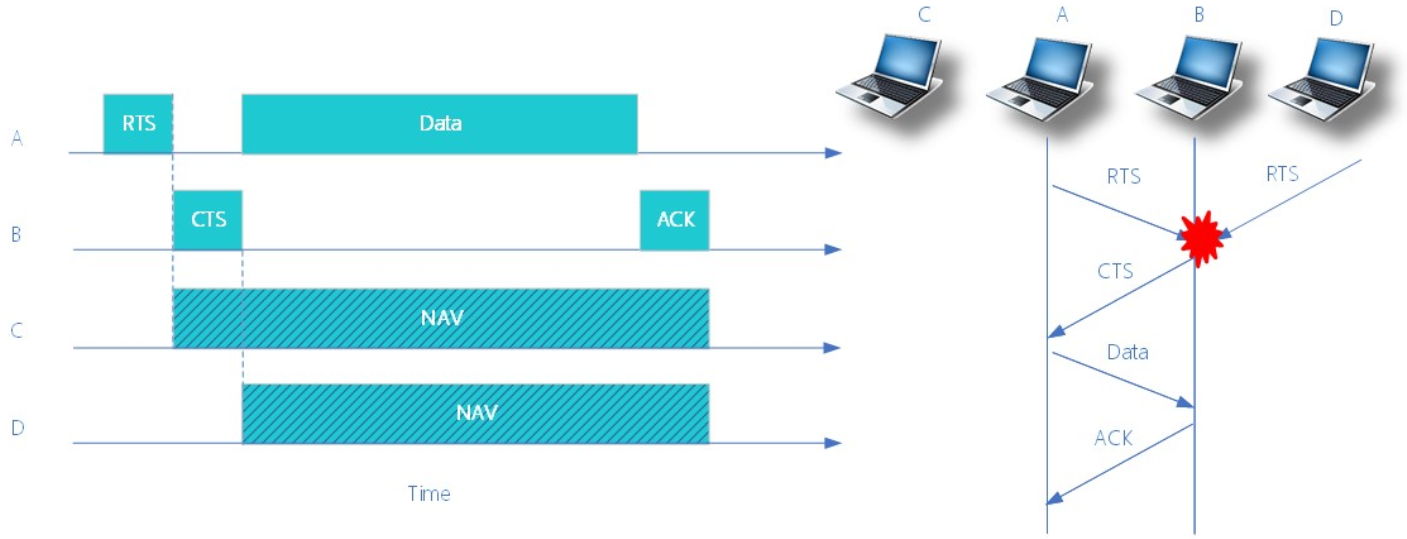 C A B D
RTS Data
A
RTS RTS
CTS ACK
B
CTS
NAV
C
Data
NAV
D
ACK
Time